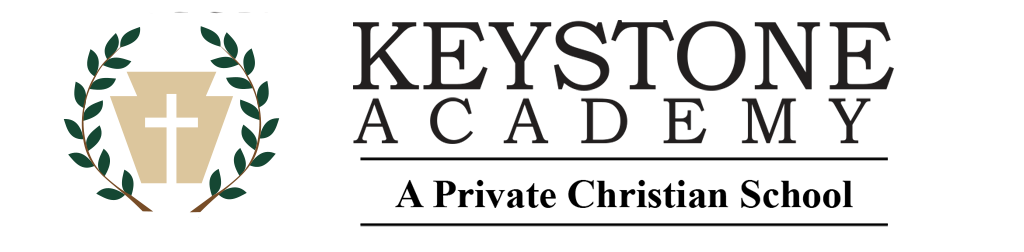 KEYSTONE
ACADEMY
A Private Christian School